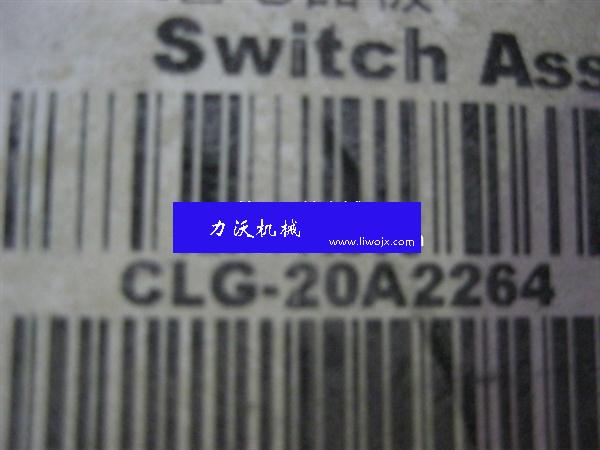 Switch Ass
力沃机械
www.liwojx.com
CLG-20A2264